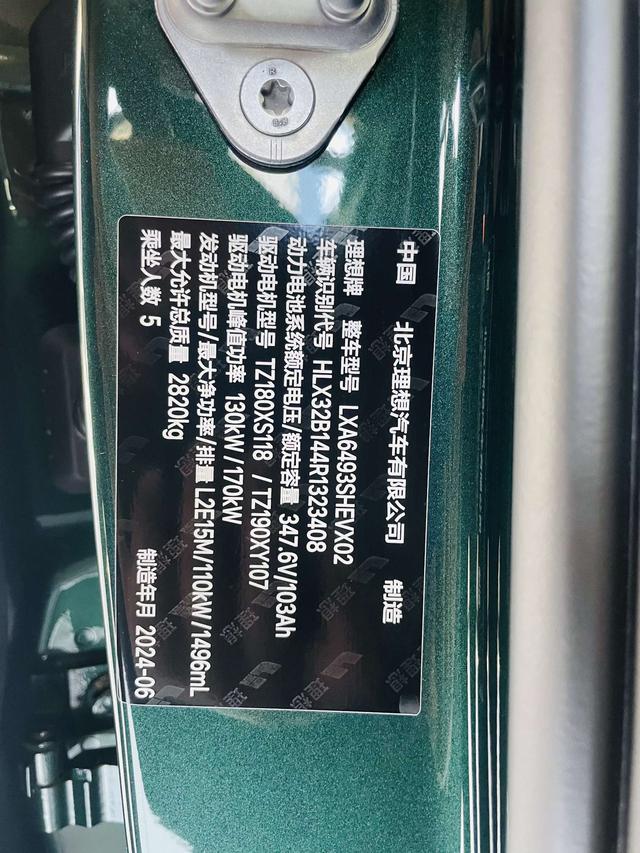 中国 北京理想汽车有限公司 制造
理想牌 整车型号 LXA6493SHEVX02
车辆识别代号 HLX32B144R1323408
动力电池系统额定电压/额定容量 347.6V/103Ah
驱动电机型号 TZ180XS118 / TZ190XY107
驱动电机峰值功率 130kW/170kW
发动机型号/最大净功率/排量 L2E15M/110kW/1496mL
最大允许总质量 2820kg
乘坐人数 5 制造年月 2024-06